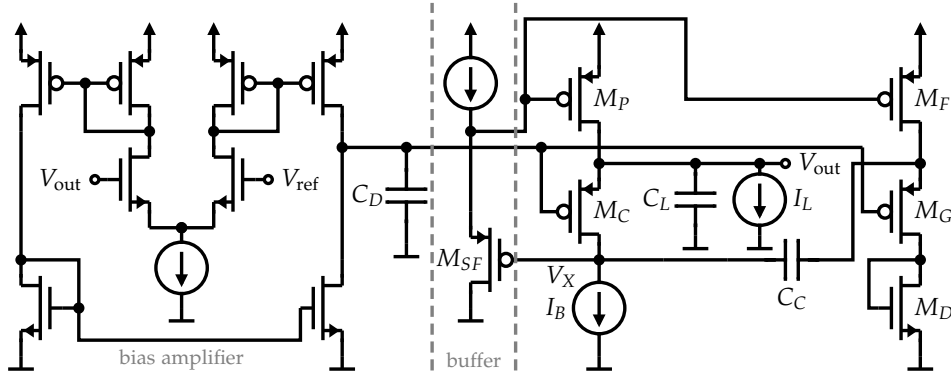 M_P
M_F
V_out
V_ref
V_out
C_D
M_C
C_L
I_L
M_G
M_SF
V_X
I_B
C_C
M_D
bias amplifier
buffer